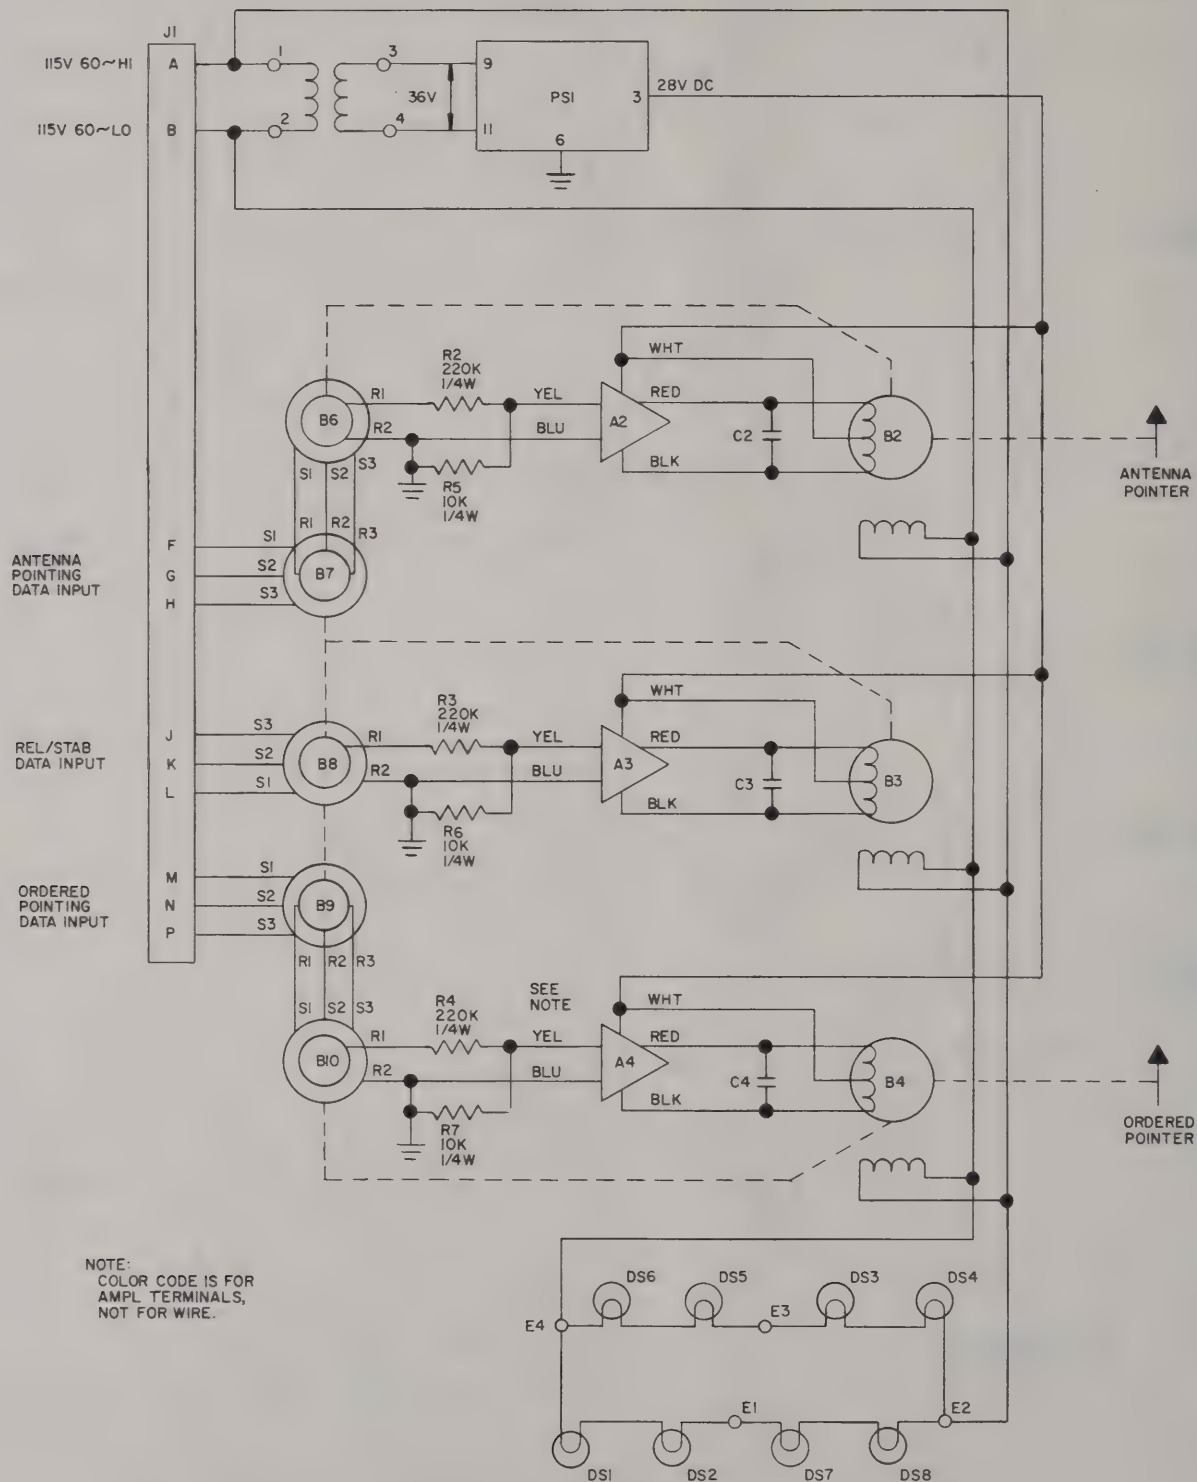 J1
115V 60~HI
A
1
3
9
PS1
3
28V DC
36V
115V 60~LO
B
2
4
11
6
WHT
R2
220K
1/4W
R1
YEL
RED
B6
A2
C2
B2
R2
BLU
S1
S2
S3
BLK
R5
10K
1/4W
ANTENNA
POINTER
R1
R2
R3
F
S1
ANTENNA
POINTING
DATA INPUT
G
S2
B7
H
S3
WHT
R3
220K
1/4W
J
S3
R1
YEL
RED
REL/STAB
DATA INPUT
K
S2
B8
A3
C3
B3
R2
BLU
L
S1
BLK
R6
10K
1/4W
M
S1
ORDERED
POINTING
DATA INPUT
N
S2
B9
P
S3
R1
R2
R3
SEE
NOTE
WHT
S1
S2
S3
R4
220K
1/4W
R1
YEL
RED
B10
A4
C4
B4
R2
BLU
BLK
R7
10K
1/4W
ORDERED
POINTER
NOTE:
COLOR CODE IS FOR
AMPL TERMINALS,
NOT FOR WIRE.
DS6
DS5
DS3
DS4
E4
E3
E1
E2
DS1
DS2
DS7
DS8